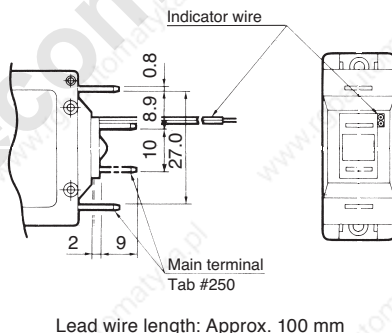 Indicator wire
0.8
8.9
10
27.0
2
9
Main terminal
Tab #250
Lead wire length: Approx. 100 mm